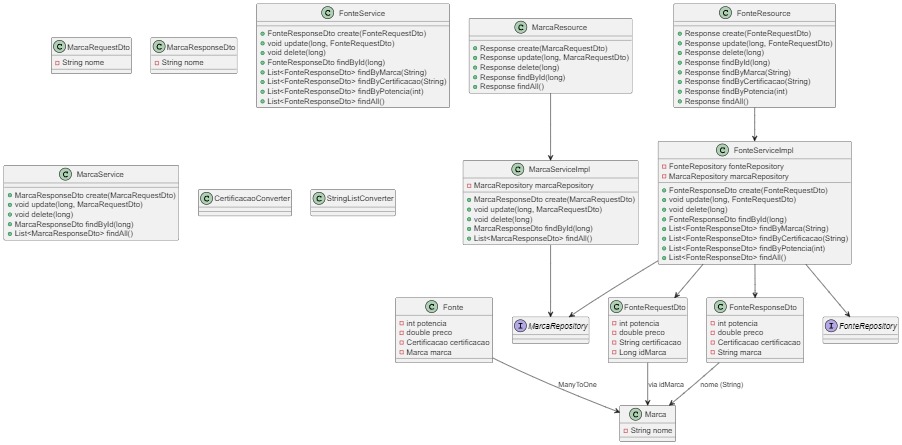 C MarcaRequestDto
String nome
C MarcaResponseDto
String nome
C FonteService
FonteResponseDto create(FonteRequestDto)
void update(long, FonteRequestDto)
void delete(long)
FonteResponseDto findById(long)
List<FonteResponseDto> findByMarca(String)
List<FonteResponseDto> findByCertificacao(String)
List<FonteResponseDto> findByPotencia(int)
List<FonteResponseDto> findAll()
C MarcaResource
Response create(MarcaRequestDto)
Response update(long, MarcaRequestDto)
Response delete(long)
Response findById(long)
Response findAll()
C FonteResource
Response create(FonteRequestDto)
Response update(long, FonteRequestDto)
Response delete(long)
Response findById(long)
Response findByMarca(String)
Response findByCertificacao(String)
Response findByPotencia(int)
Response findAll()
C MarcaService
MarcaResponseDto create(MarcaRequestDto)
void update(long, MarcaRequestDto)
void delete(long)
MarcaResponseDto findById(long)
List<MarcaResponseDto> findAll()
C CertificacaoConverter
C StringListConverter
C MarcaServiceImpl
MarcaRepository marcaRepository
MarcaResponseDto create(MarcaRequestDto)
void update(long, MarcaRequestDto)
void delete(long)
MarcaResponseDto findById(long)
List<MarcaResponseDto> findAll()
C FonteServiceImpl
FonteRepository fonteRepository
MarcaRepository marcaRepository
FonteResponseDto create(FonteRequestDto)
void update(long, FonteRequestDto)
void delete(long)
FonteResponseDto findById(long)
List<FonteResponseDto> findByMarca(String)
List<FonteResponseDto> findByCertificacao(String)
List<FonteResponseDto> findByPotencia(int)
List<FonteResponseDto> findAll()
C Fonte
int potencia
double preco
Certificacao certificacao
Marca marca
I MarcaRepository
C FonteRequestDto
int potencia
double preco
String certificacao
Long idMarca
C FonteResponseDto
int potencia
double preco
Certificacao certificacao
String marca
I FonteRepository
ManyToOne
via idMarca
nome (String)
C Marca
String nome